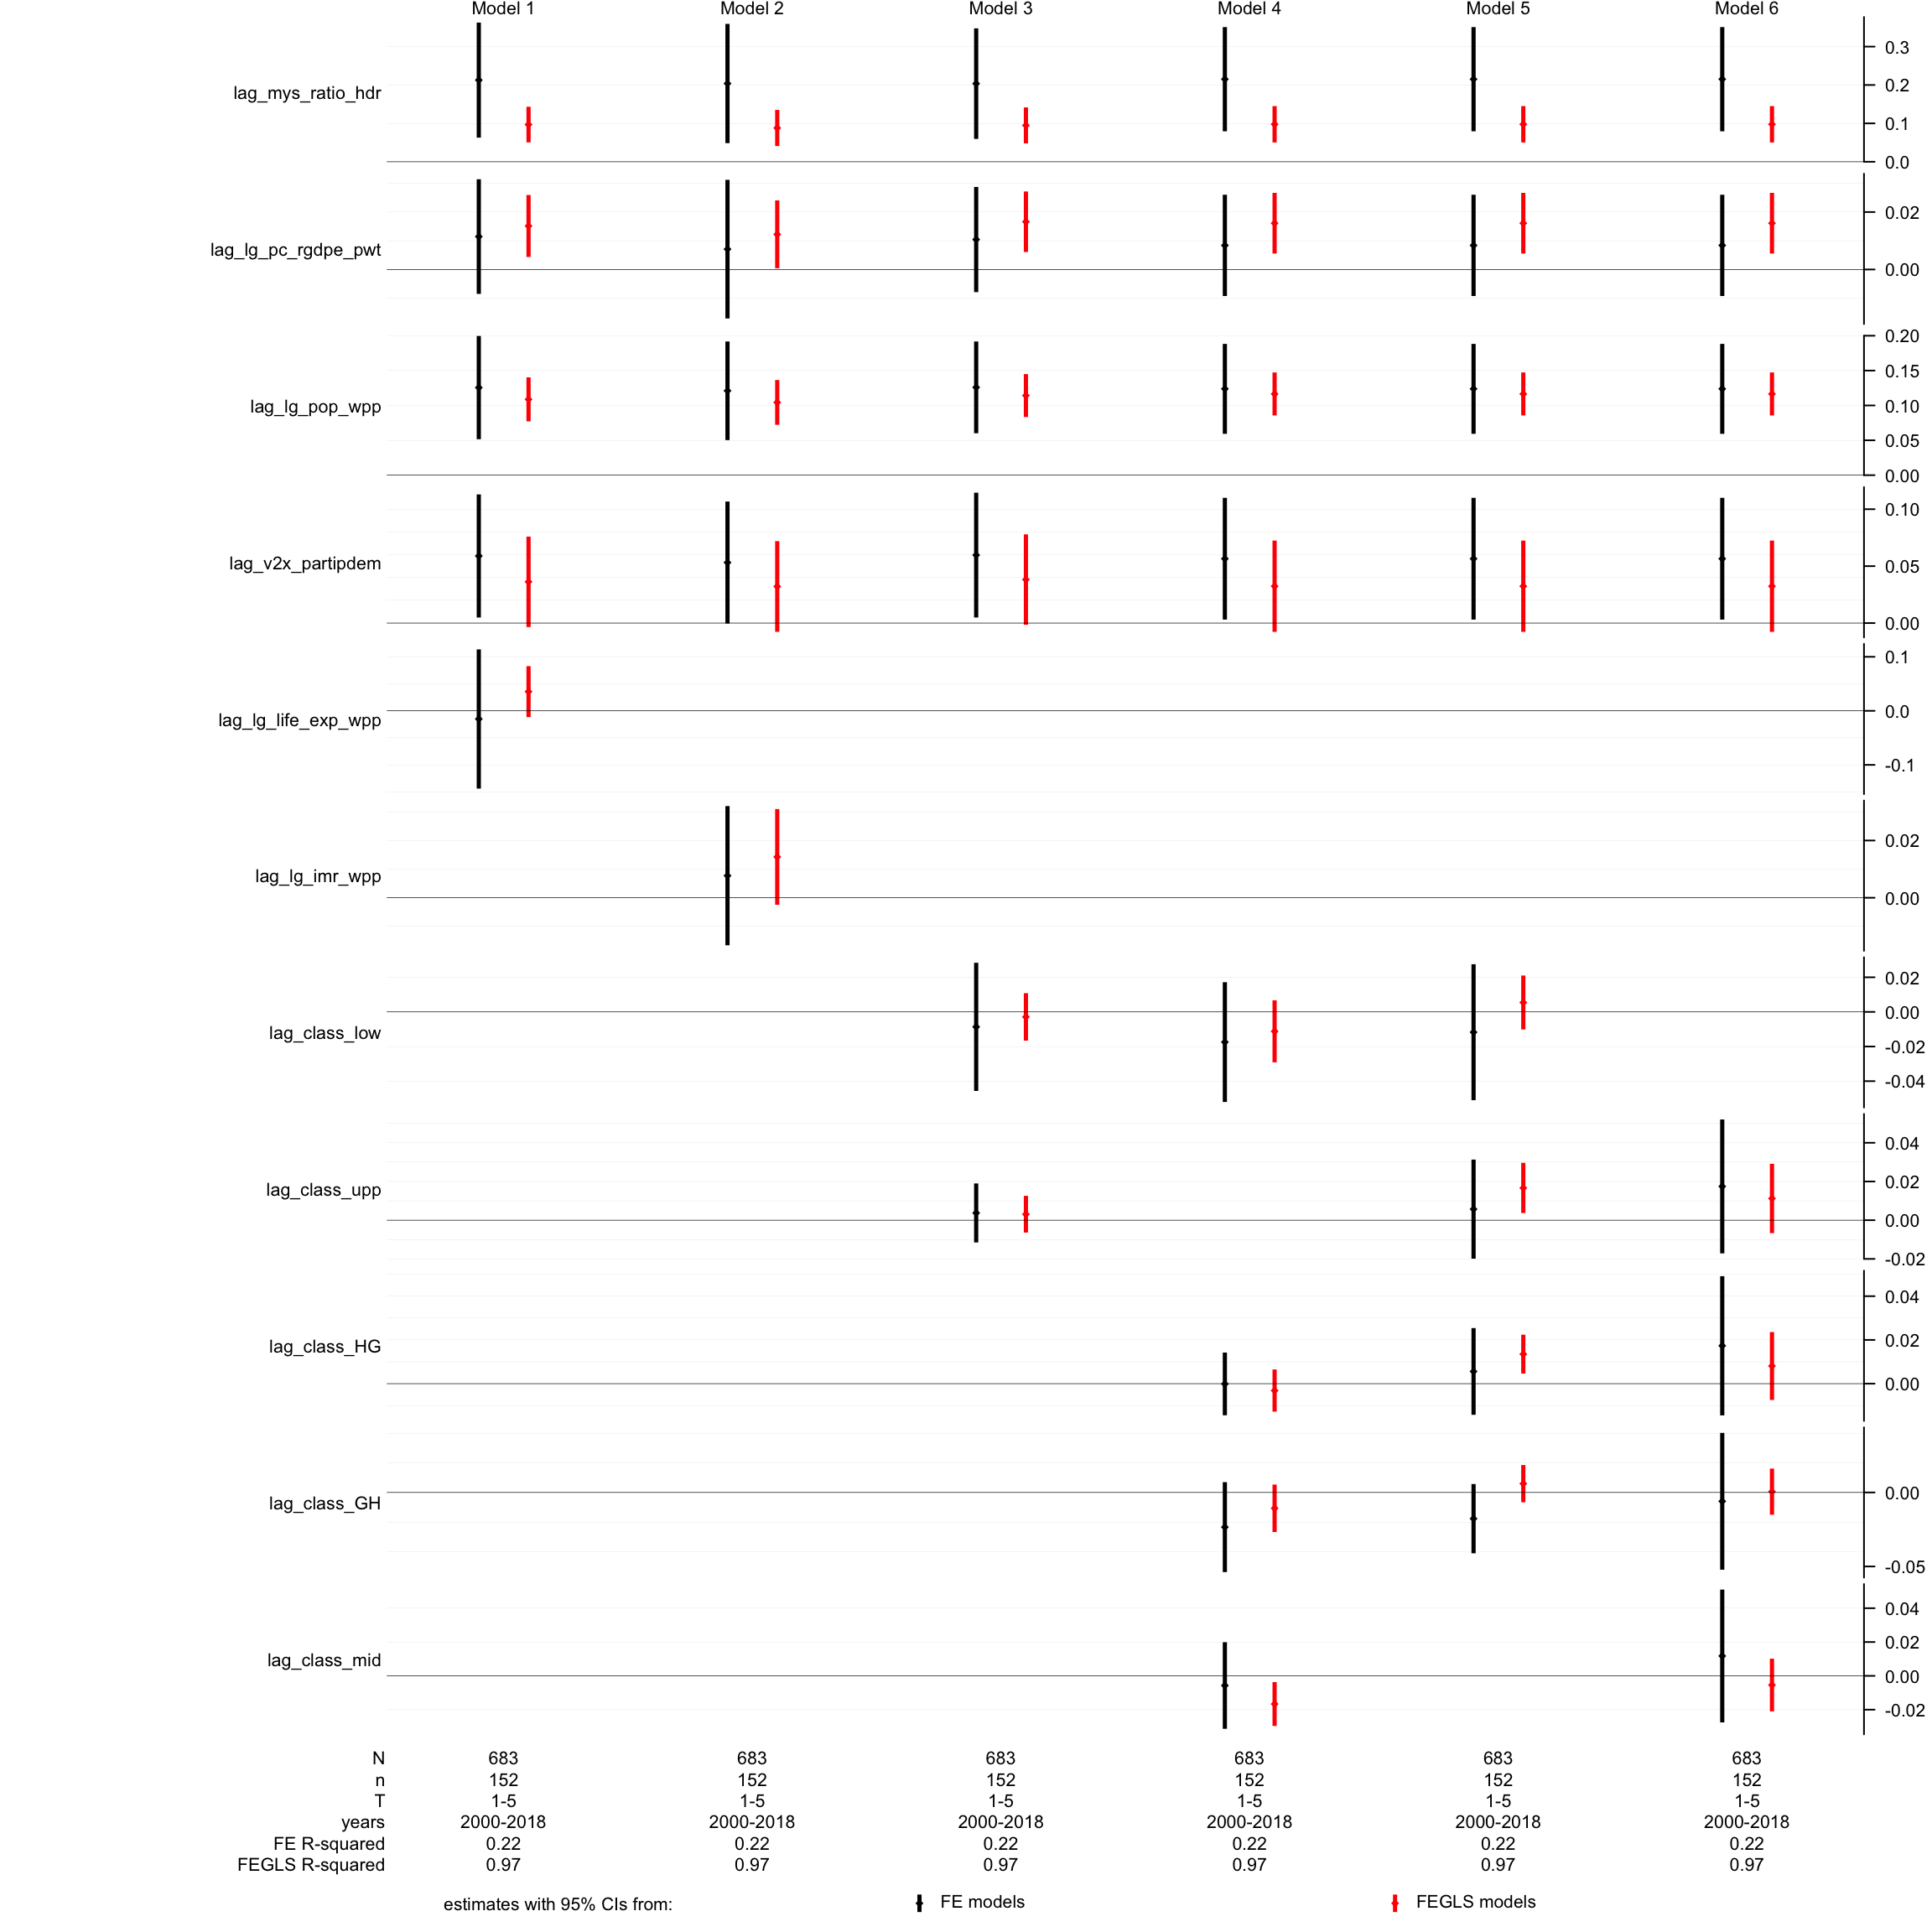 Model 1 Model 2 Model 3 Model 4 Model 5 Model 6
lag_mys_ratio_hdr
0.3
0.2
0.1
0.0
lag_lg_pc_rgdpe_pwt
0.02
0.00
lag_lg_pop_wpp
0.20
0.15
0.10
0.05
0.00
lag_v2x_partipdem
0.10
0.05
0.00
lag_lg_life_exp_wpp
0.1
0.0
-0.1
lag_lg_imr_wpp
0.02
0.00
lag_class_low
0.02
0.00
-0.02
-0.04
lag_class_upp
0.04
0.02
0.00
-0.02
lag_class_HG
0.04
0.02
0.00
lag_class_GH
0.00
-0.05
lag_class_mid
0.04
0.02
0.00
-0.02
N 683 683 683 683 683 683
n 152 152 152 152 152 152
T 1-5 1-5 1-5 1-5 1-5 1-5
years 2000-2018 2000-2018 2000-2018 2000-2018 2000-2018 2000-2018
FE R-squared 0.22 0.22 0.22 0.22 0.22 0.22
FEGLS R-squared 0.97 0.97 0.97 0.97 0.97 0.97
estimates with 95% CIs from: FE models FEGLS models